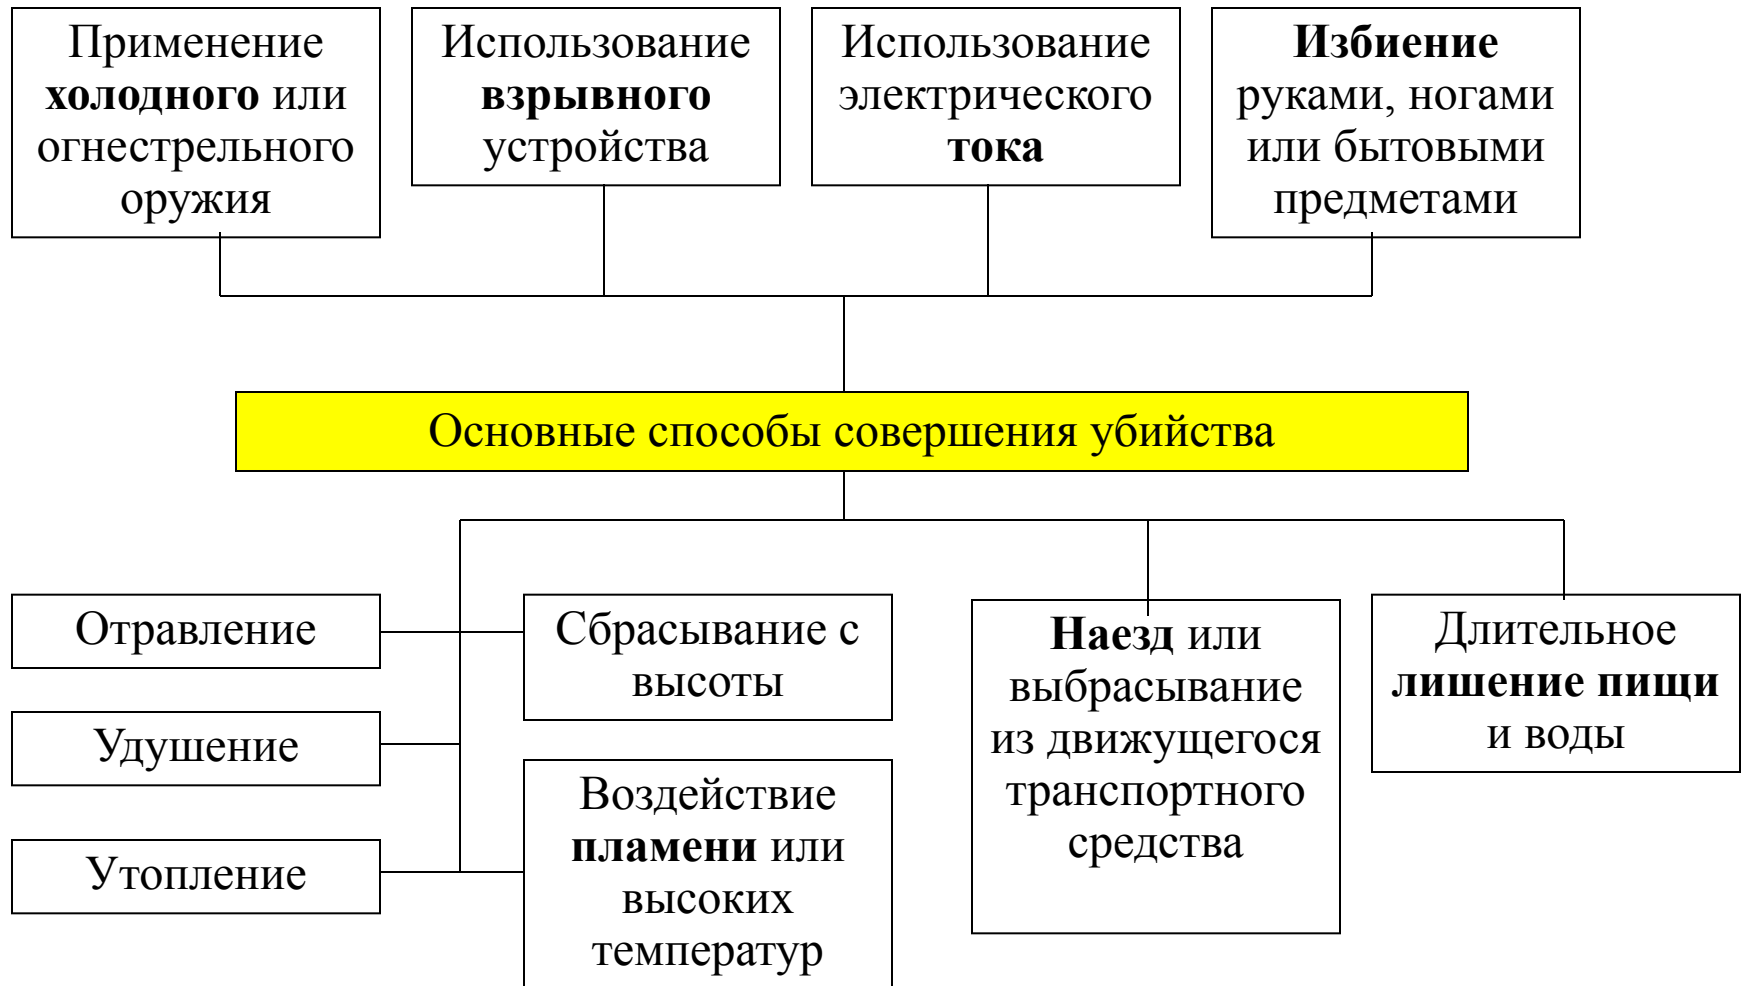 Применение
холодного или
огнестрельного
оружия
Использование
взрывного
устройства
Использование
электрического
тока
Избиение
руками, ногами
или бытовыми
предметами
Основные способы совершения убийства
Отравление
Удушение
Утопление
Сбрасывание с
высоты
Воздействие
пламени или
высоких
температур
Наезд или
выбрасывание
из движущегося
транспортного
средства
Длительное
лишение пищи
и воды